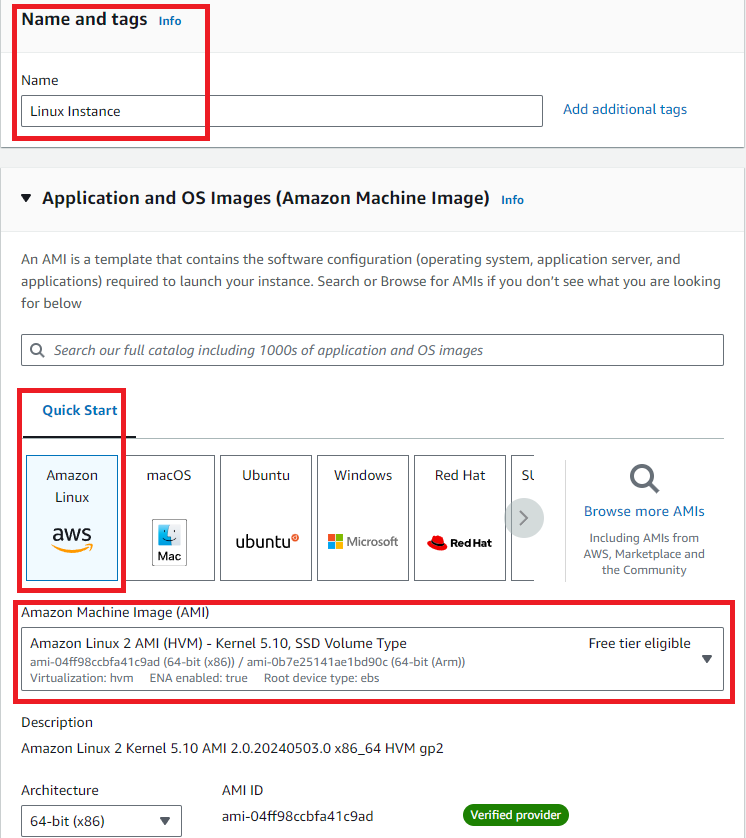 Name and tags Info
Name
Linux Instance
Add additional tags
Application and OS Images (Amazon Machine Image) Info
An AMI is a template that contains the software configuration (operating system, application server, and
applications) required to launch your instance. Search or Browse for AMIs if you don’t see what you are looking
for below
Search our full catalog including 1000s of application and OS images
Quick Start
Amazon
Linux
aws
macOS
Mac
Ubuntu
ubuntu
Windows
Microsoft
Red Hat
Red Hat
SU
Browse more AMIs
Including AMIs from
AWS, Marketplace and
the Community
Amazon Machine Image (AMI)
Amazon Linux 2 AMI (HVM) - Kernel 5.10, SSD Volume Type
Free tier eligible
ami-04ff98ccbfa41c9ad (64-bit (x86)) / ami-0b7e25141ae1bd90c (64-bit (Arm))
Virtualization: hvm ENA enabled: true Root device type: ebs
Description
Amazon Linux 2 Kernel 5.10 AMI 2.0.20240503.0 x86_64 HVM gp2
Architecture
64-bit (x86)
AMI ID
ami-04ff98ccbfa41c9ad
Verified provider